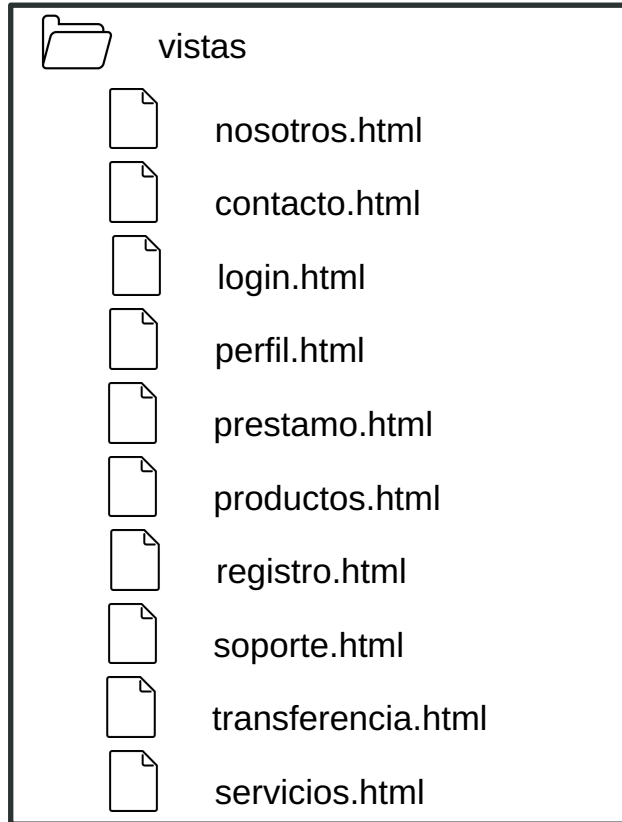 vistas
nosotros.html
contacto.html
login.html
perfil.html
prestamo.html
productos.html
registro.html
soporte.html
transferencia.html
servicios.html